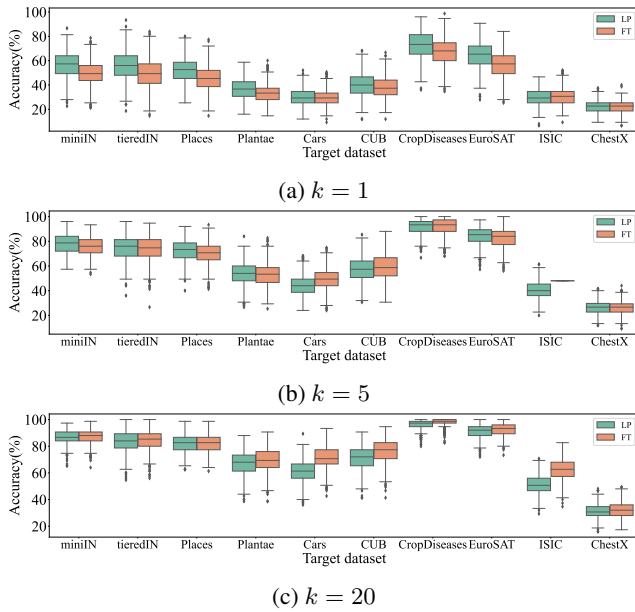 100
80
60
40
20
Accuracy(%)
LP
FT
miniIN tieredIN Places Plantae Cars CUB CropDiseases EuroSAT ISIC ChestX
Target dataset
(a) k = 1
100
80
60
40
20
Accuracy(%)
LP
FT
miniIN tieredIN Places Plantae Cars CUB CropDiseases EuroSAT ISIC ChestX
Target dataset
(b) k = 5
100
80
60
40
20
Accuracy(%)
LP
FT
miniIN tieredIN Places Plantae Cars CUB CropDiseases EuroSAT ISIC ChestX
Target dataset
(c) k = 20